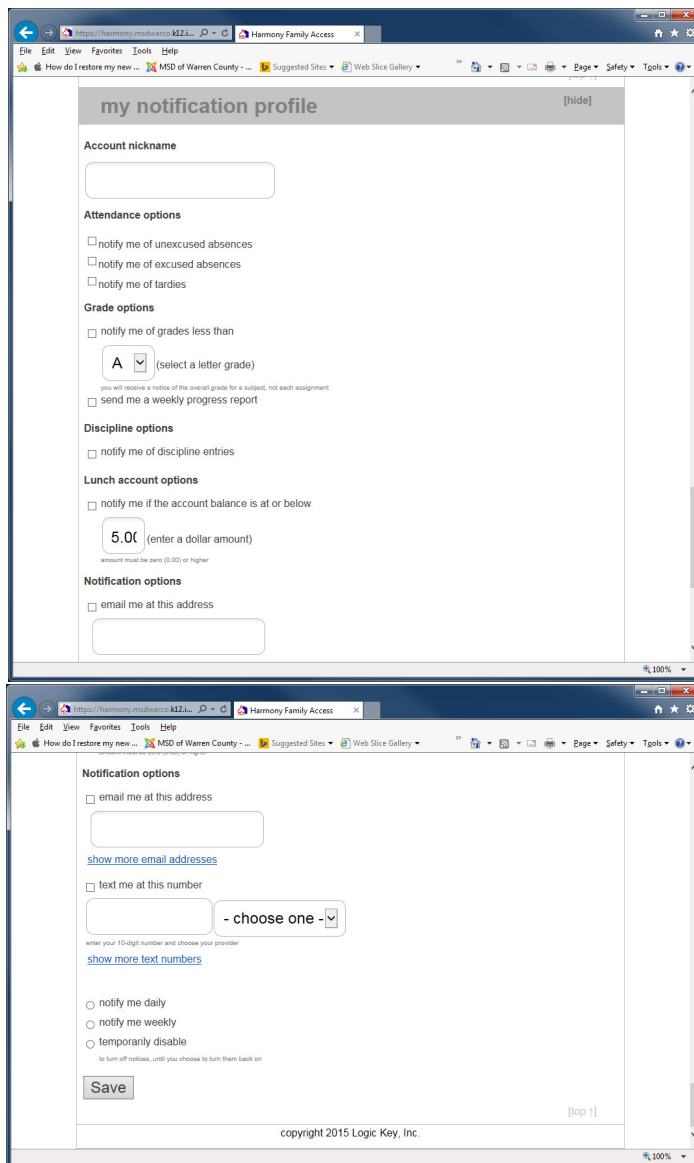 https://harmony.msdwarco.k12.i...
Harmony Family Access
File Edit View Favorites Tools Help
How do I restore my new ... MSD of Warren County - ... Suggested Sites Web Slice Gallery Page Safety Tools
my notification profile
[hide]
Account nickname
Attendance options
notify me of unexcused absences
notify me of excused absences
notify me of tardies
Grade options
notify me of grades less than
A (select a letter grade)
you will receive a notice of the overall grade for a subject, not each assignment
send me a weekly progress report
Discipline options
notify me of discipline entries
Lunch account options
notify me if the account balance is at or below
5.00 (enter a dollar amount)
amount must be zero (0.00) or higher
Notification options
email me at this address
100%
https://harmony.msdwarco.k12.i...
Harmony Family Access
File Edit View Favorites Tools Help
How do I restore my new ... MSD of Warren County - ... Suggested Sites Web Slice Gallery Page Safety Tools
Notification options
email me at this address
show more email addresses
text me at this number
- choose one -
enter your 10-digit number and choose your provider
show more text numbers
notify me daily
notify me weekly
temporarily disable
to turn off notices, until you choose to turn them back on
Save
[top ↑]
copyright 2015 Logic Key, Inc.
100%